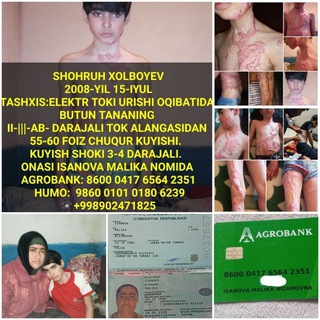 SHOHRUH XOLBOYEV
2008-YIL 15-IYUL
TASHXIS:ELEKTR TOKI URISHI OQIBATIDA
BUTUN TANANING
II-|||-AB- DARAJALI TOK ALANGASIDAN
55-60 FOIZ CHUQUR KUYISHI.
KUYISH SHOKI 3-4 DARAJALI.
ONASI ISANOVA MALIKA NOMIDA
AGROBANK: 8600 0417 6564 2351
HUMO: 9860 0101 0180 6239
+998902471825
AGROBANK
8600 0417 6564 2351
ISANOVA MALIKA NIZAMOVNA